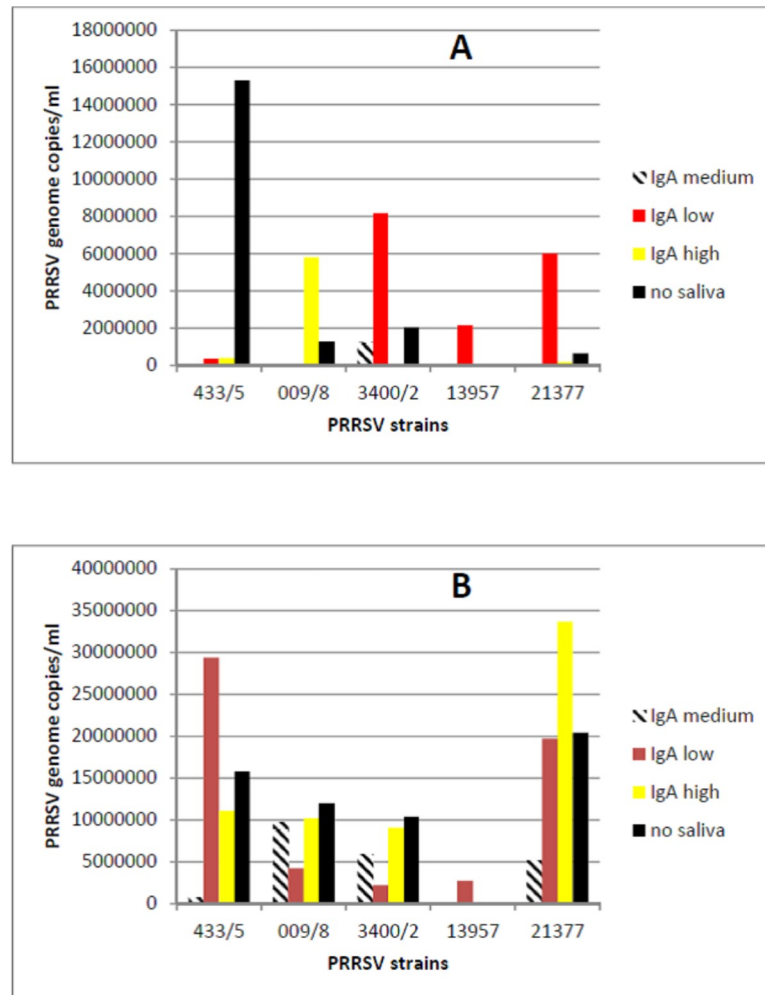 A
PRRSV genome copies/ml
18000000
16000000
14000000
12000000
10000000
8000000
6000000
4000000
2000000
0
433/5 009/8 3400/2 13957 21377
PRRSV strains
IgA medium
IgA low
IgA high
no saliva
B
PRRSV genome copies/ml
40000000
35000000
30000000
25000000
20000000
15000000
10000000
5000000
0
433/5 009/8 3400/2 13957 21377
PRRSV strains
IgA medium
IgA low
IgA high
no saliva